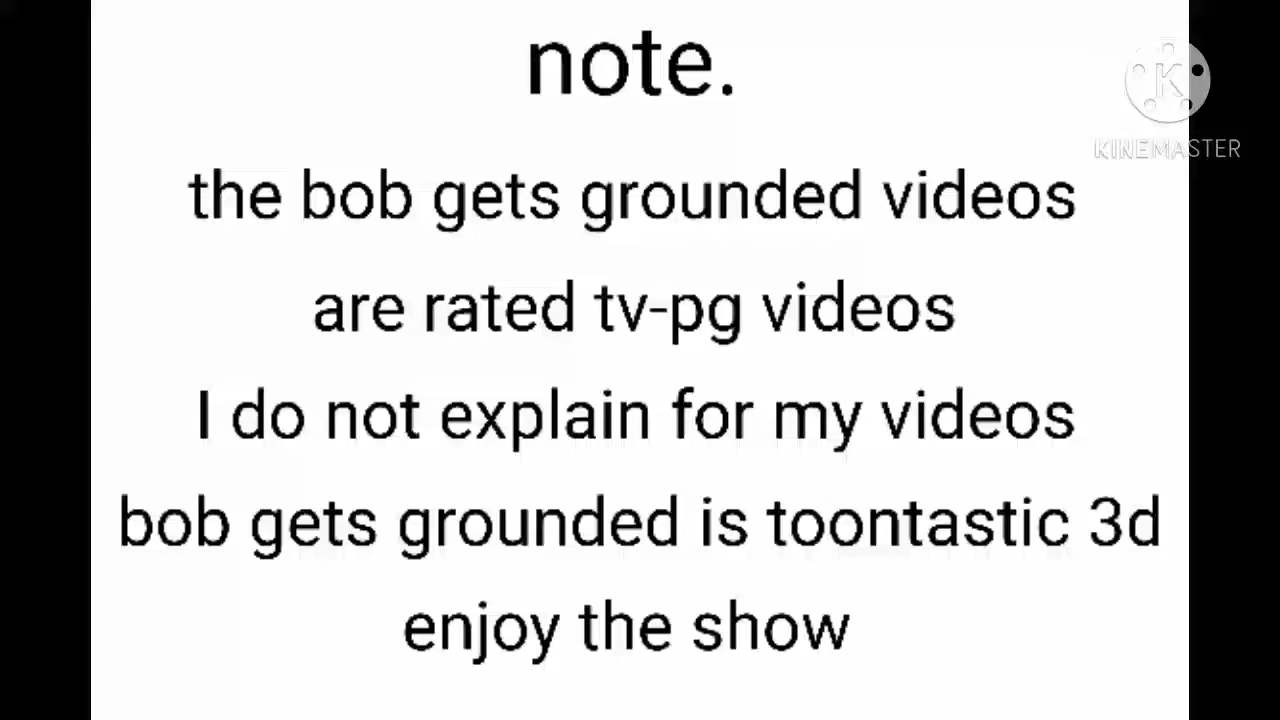 note.
K
KINEMASTER
the bob gets grounded videos
are rated tv-pg videos
I do not explain for my videos
bob gets grounded is toontastic 3d
enjoy the show